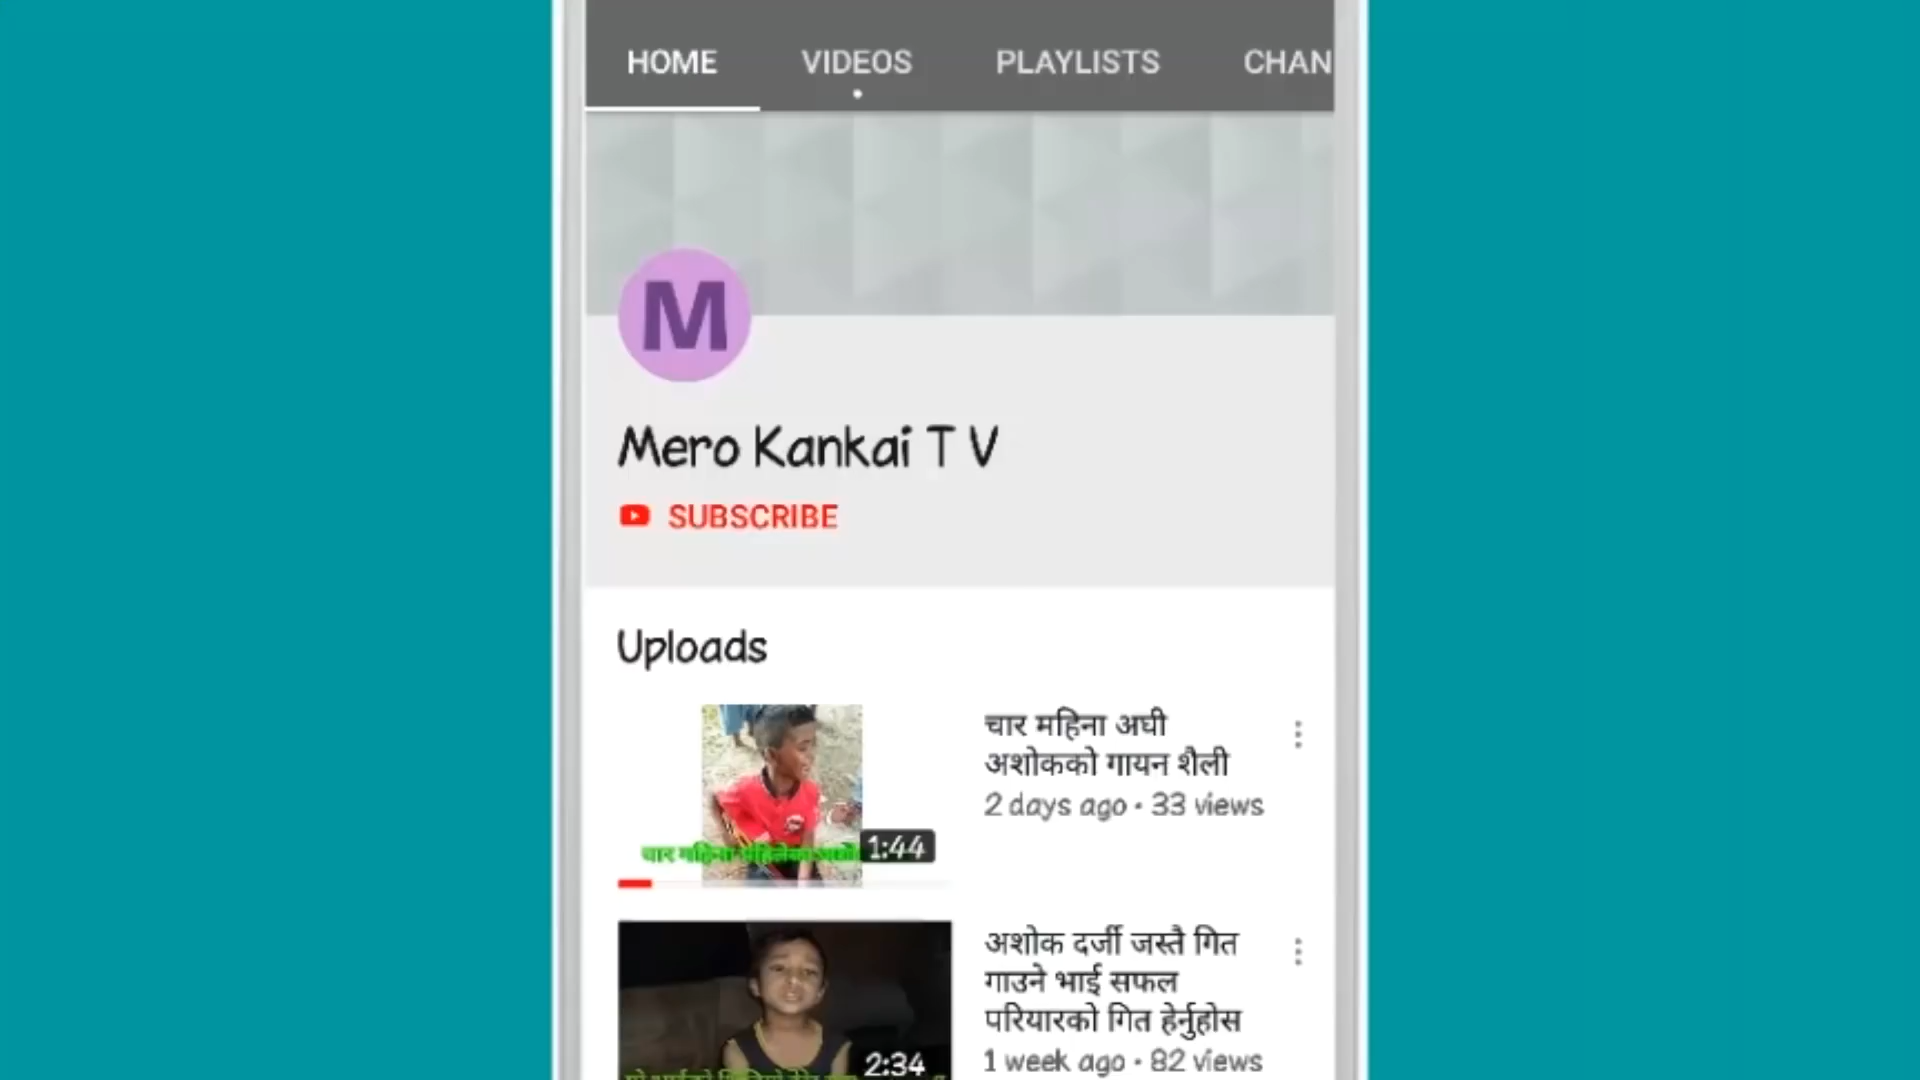 HOME VIDEOS PLAYLISTS CHAN
M
Mero Kankai T V
SUBSCRIBE
Uploads
चार महिना अघी
अशोकको गायन शैली
2 days ago • 33 views
चार महिना
1:44
अशोक दर्जी जस्तै गित
गाउने भाई सफल
परियारको गित हेर्नुहोस
1 week ago • 82 views
2:34